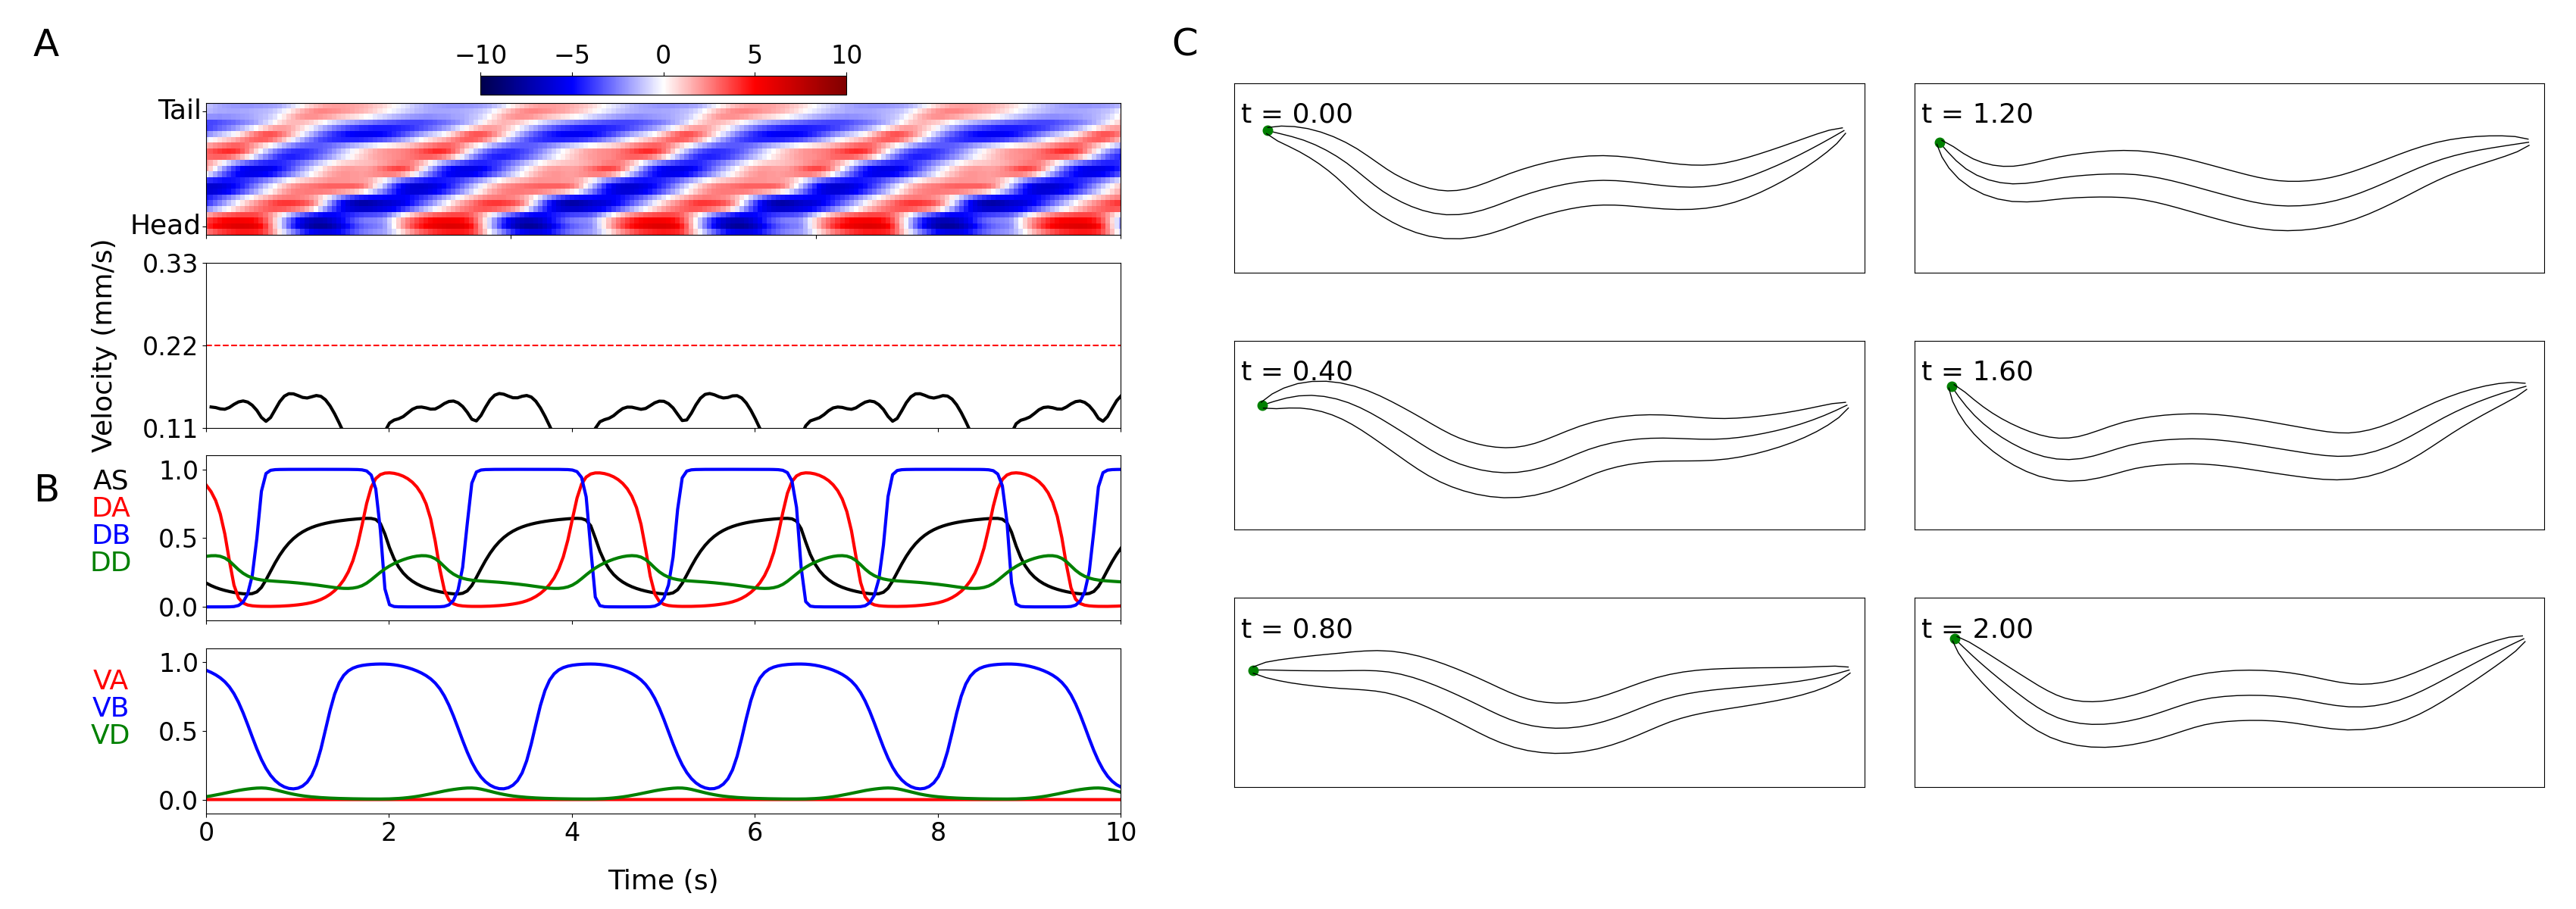 A
−10 −5 0 5 10
Tail
Head
Velocity (mm/s)
0.33
0.22
0.11
B
AS
DA
DB
DD
1.0
0.5
0.0
VA
VB
VD
1.0
0.5
0.0
0 2 4 6 8 10
Time (s)
C
t = 0.00
t = 1.20
t = 0.40
t = 1.60
t = 0.80
t = 2.00